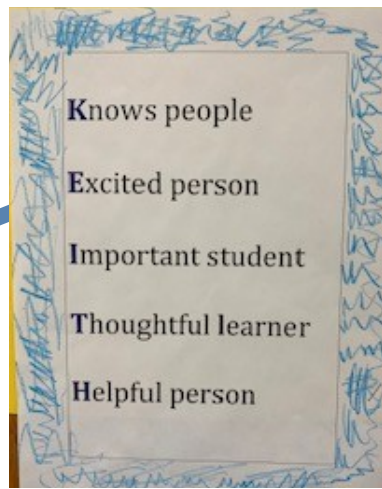 Knows people
Excited person
Important student
Thoughtful learner
Helpful person